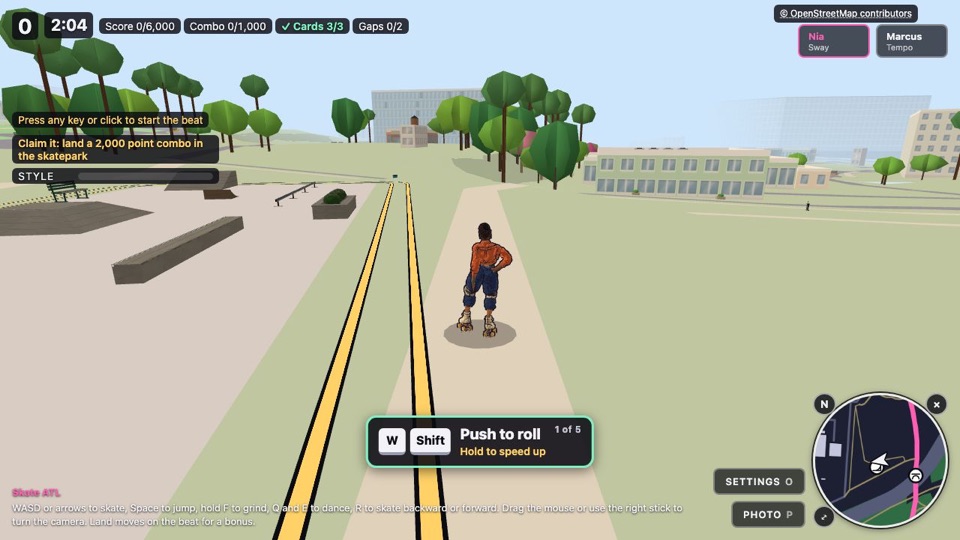 0
2:04
Score 0/6,000
Combo 0/1,000
✓ Cards 3/3
Gaps 0/2
© OpenStreetMap contributors
Nia
Sway
Marcus
Tempo
Press any key or click to start the beat
Claim it: land a 2,000 point combo in
the skatepark
STYLE
W
Shift
Push to roll
1 of 5
Hold to speed up
N
×
SETTINGS O
PHOTO P
Skate ATL
WASD or arrows to skate, Space to jump, hold F to grind, Q and E to dance, R to skate backward or forward. Drag the mouse or use the right stick to
turn the camera. Land moves on the beat for a bonus.